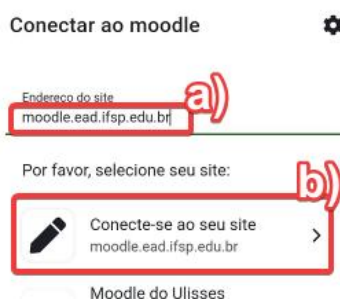 Conectar ao moodle
Endereço do site
a)
moodle.ead.ifsp.edu.br
Por favor, selecione seu site:
b)
Conecte-se ao seu site
moodle.ead.ifsp.edu.br
Moodle do Ulisses